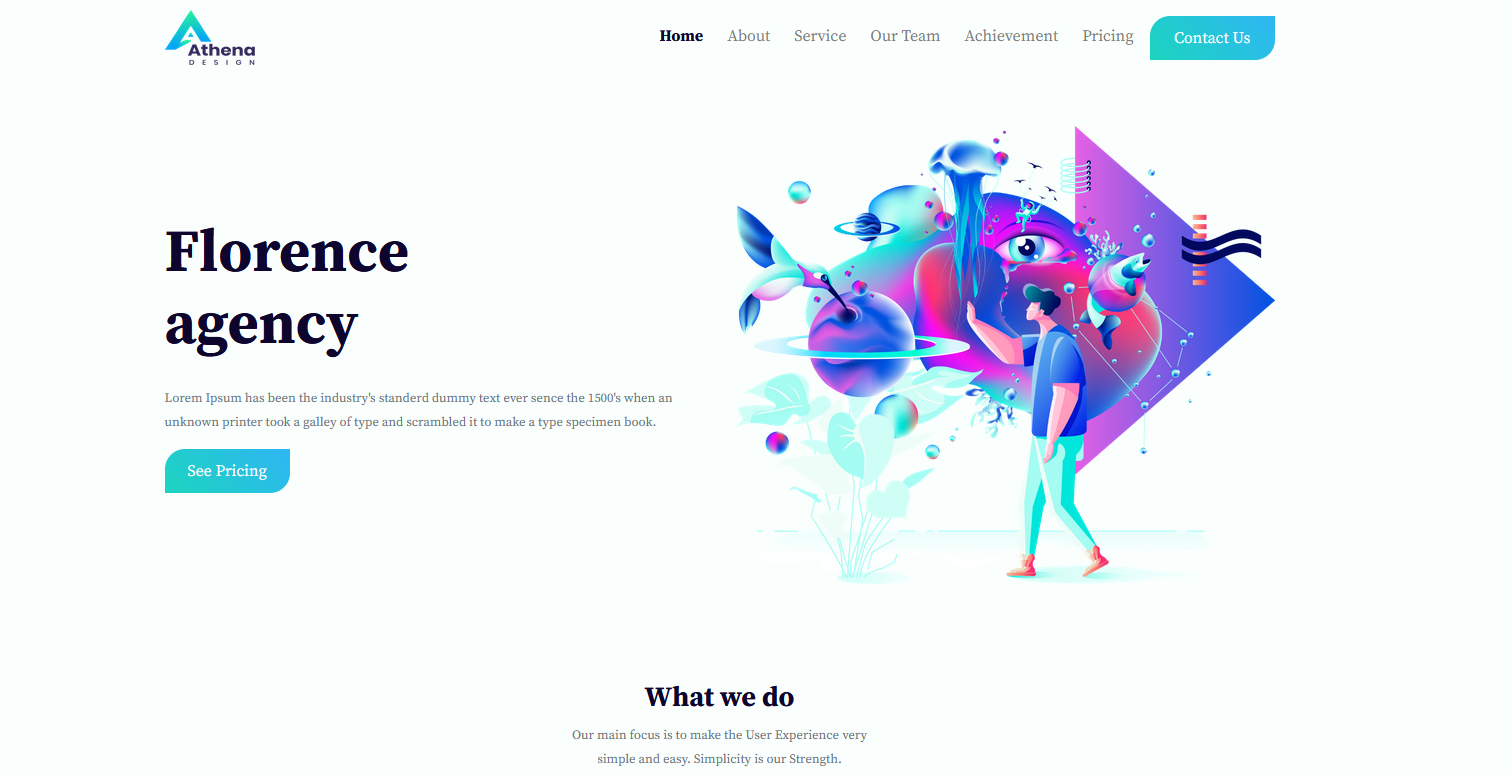 Athena
DESIGN
Home About Service Our Team Achievement Pricing Contact Us
Florence
agency
Lorem Ipsum has been the industry's standerd dummy text ever sence the 1500's when an
unknown printer took a galley of type and scrambled it to make a type specimen book.
See Pricing
What we do
Our main focus is to make the User Experience very
simple and easy. Simplicity is our Strength.